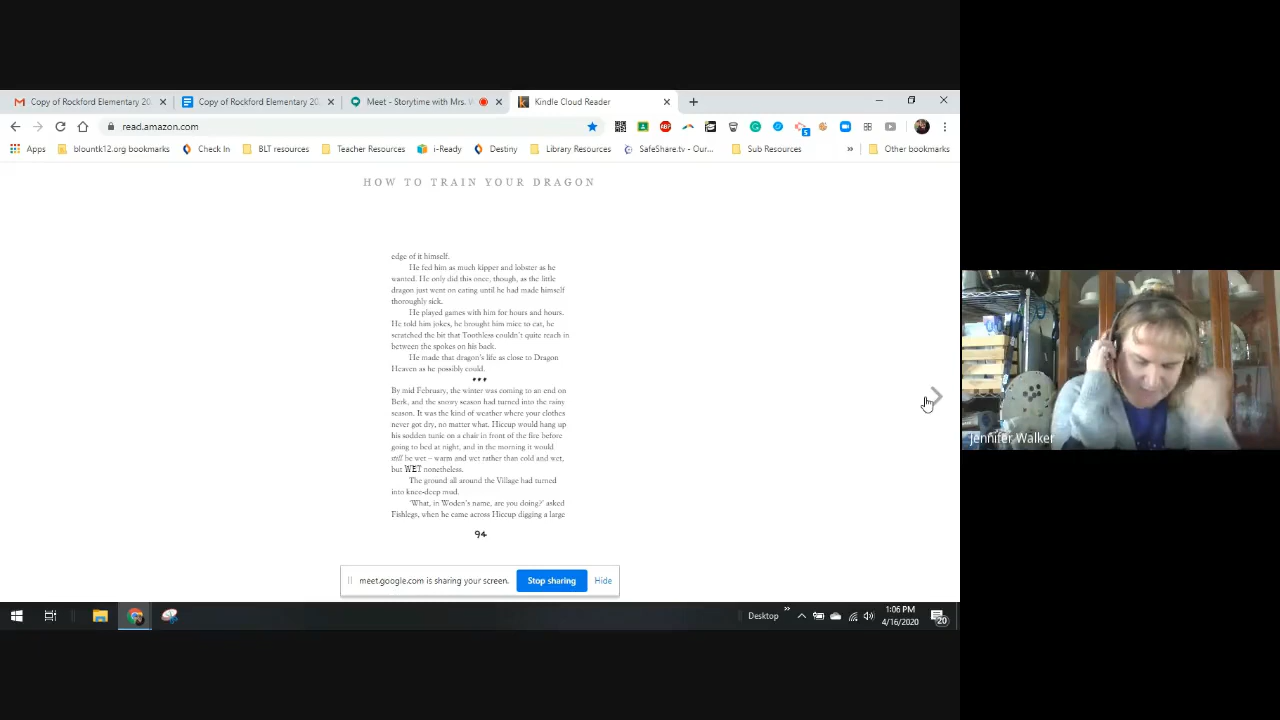 Copy of Rockford Elementary 20
Copy of Rockford Elementary 20
Meet - Storytime with Mrs. W
Kindle Cloud Reader
read.amazon.com
Apps
blountk12.org bookmarks
Check In
BLT resources
Teacher Resources
i-Ready
Destiny
Library Resources
SafeShare.tv - Our...
Sub Resources
»
Other bookmarks
HOW TO TRAIN YOUR DRAGON
edge of it himself.
He fed him as much kipper and lobster as he
wanted. He only did this once, though, as the little
dragon just went on eating until he had made himself
thoroughly sick.
He played games with him for hours and hours.
He told him jokes, he brought him mice to eat, he
scratched the bit that Toothless couldn't quite reach in
between the spokes on his back.
He made that dragon's life as close to Dragon
Heaven as he possibly could.
By mid February, the winter was coming to an end on
Berk, and the snowy season had turned into the rainy
season. It was the kind of weather where your clothes
never got dry, no matter what. Hiccup would hang up
his sodden tunic on a chair in front of the fire before
going to bed at night, and in the morning it would
still be wet – warm and wet rather than cold and wet,
but WET nonetheless.
The ground all around the Village had turned
into knee-deep mud.
'What, in Woden's name, are you doing?' asked
Fishlegs, when he came across Hiccup digging a large
94
meet.google.com is sharing your screen.
Stop sharing
Hide
Jennifer Walker
Desktop
»
1:06 PM
4/16/2020
20